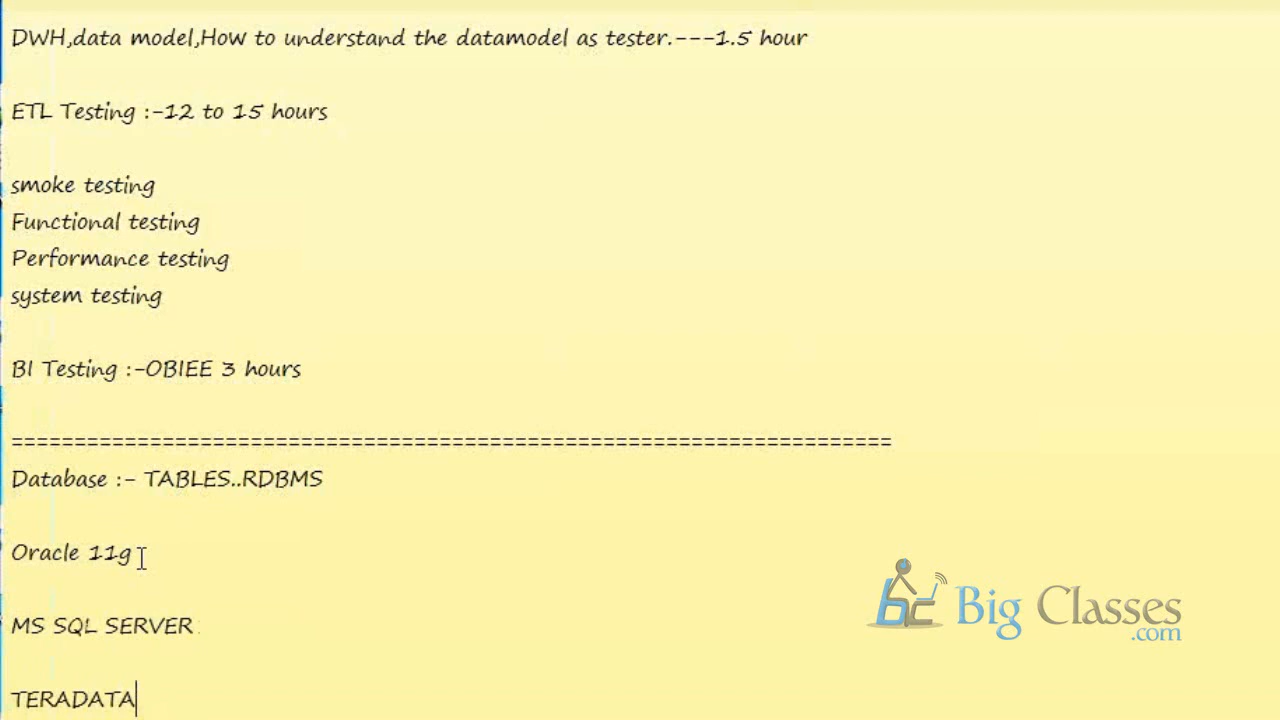 DWH,data model,How to understand the datamodel as tester.---1.5 hour
ETL Testing :-12 to 15 hours
smoke testing
Functional testing
Performance testing
system testing
BI Testing :-OBIEE 3 hours
======================================================================
Database :- TABLES..RDBMS
Oracle 11g
MS SQL SERVER
TERADATA
bc Big Classes
.com